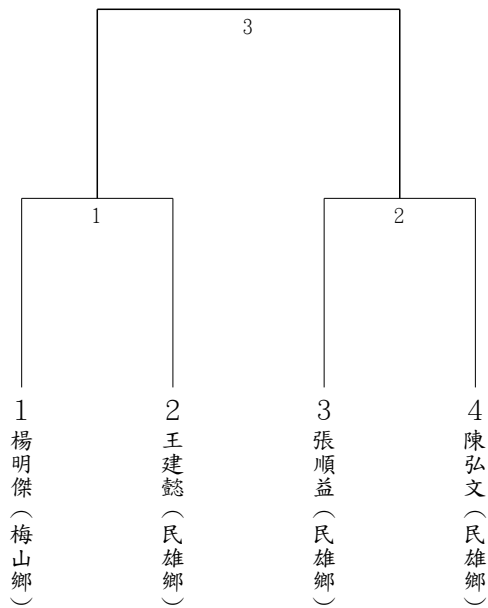 3
1
2
1 楊明傑（梅山鄉）
2 王建懿（民雄鄉）
3 張順益（民雄鄉）
4 陳弘文（民雄鄉）